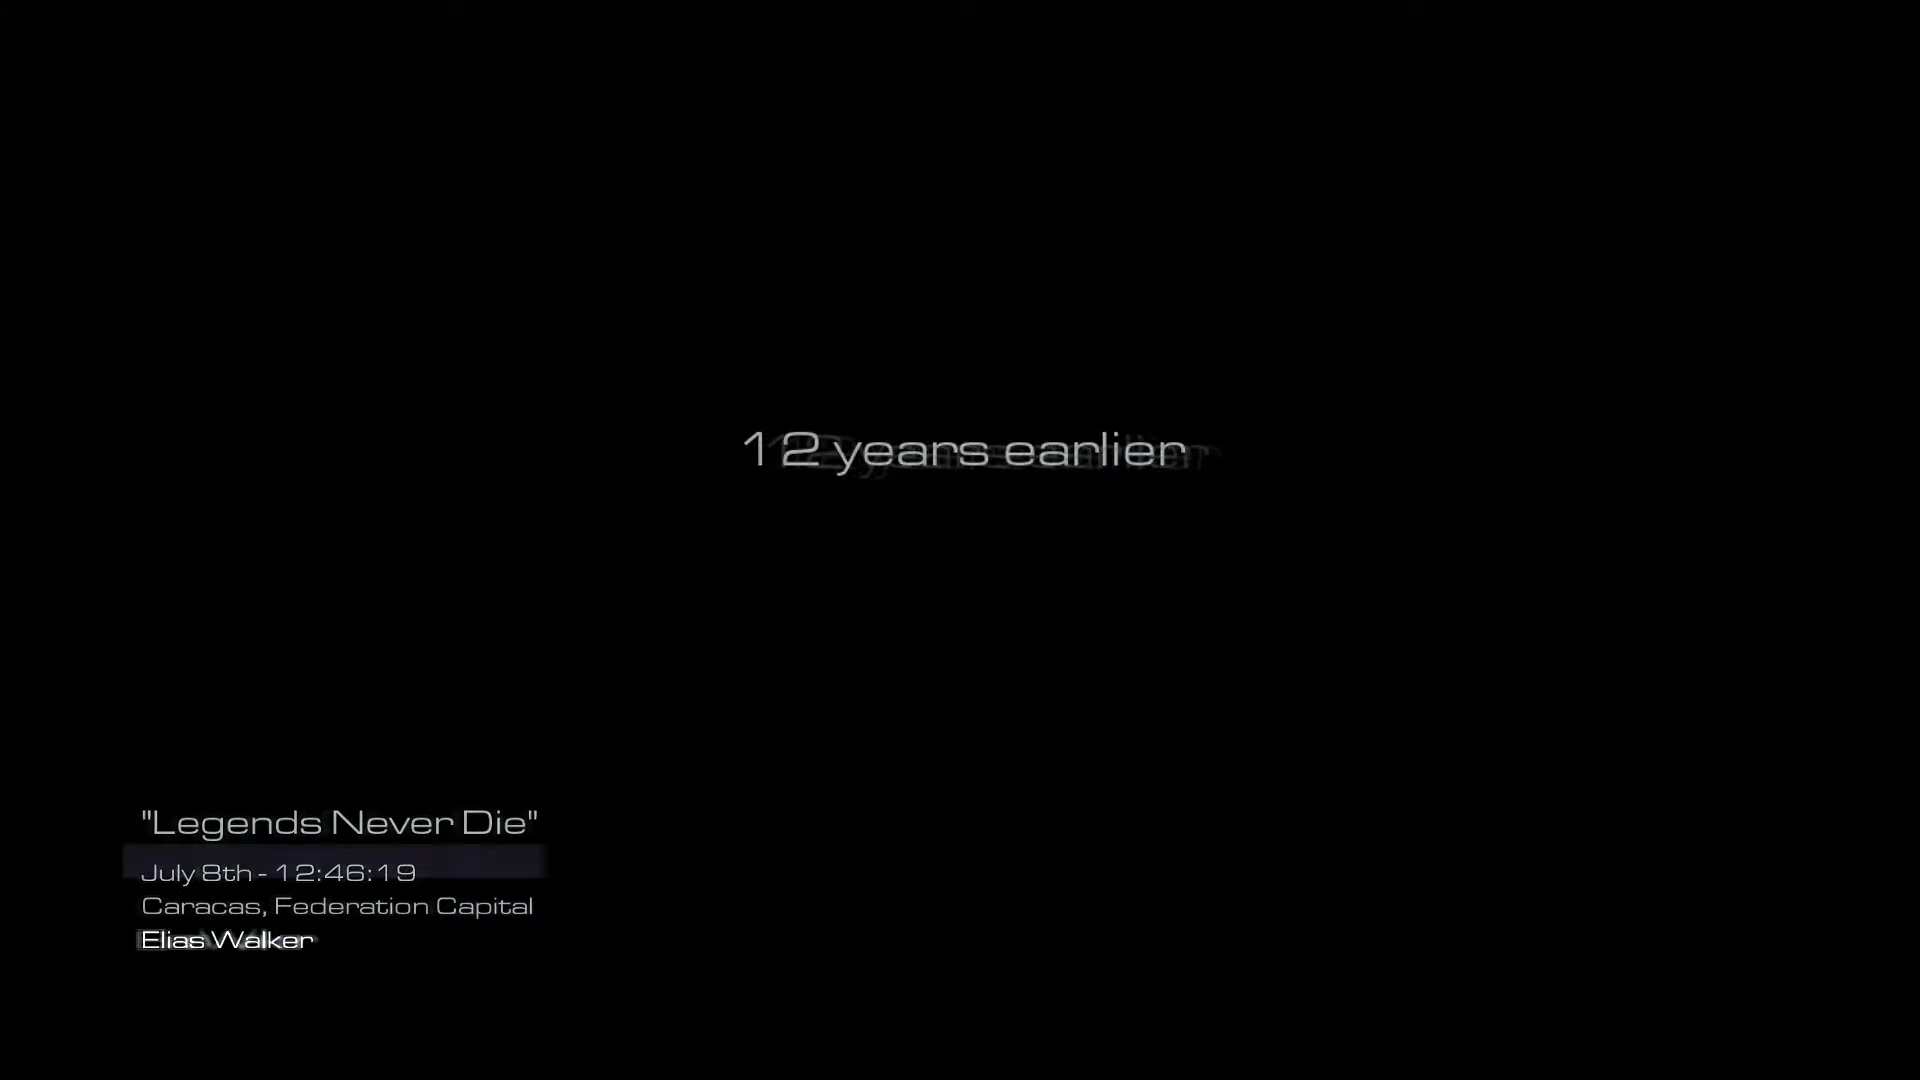 12 years earlier
"Legends Never Die"
July 8th - 12:46:19
Caracas, Federation Capital
Elias Walker